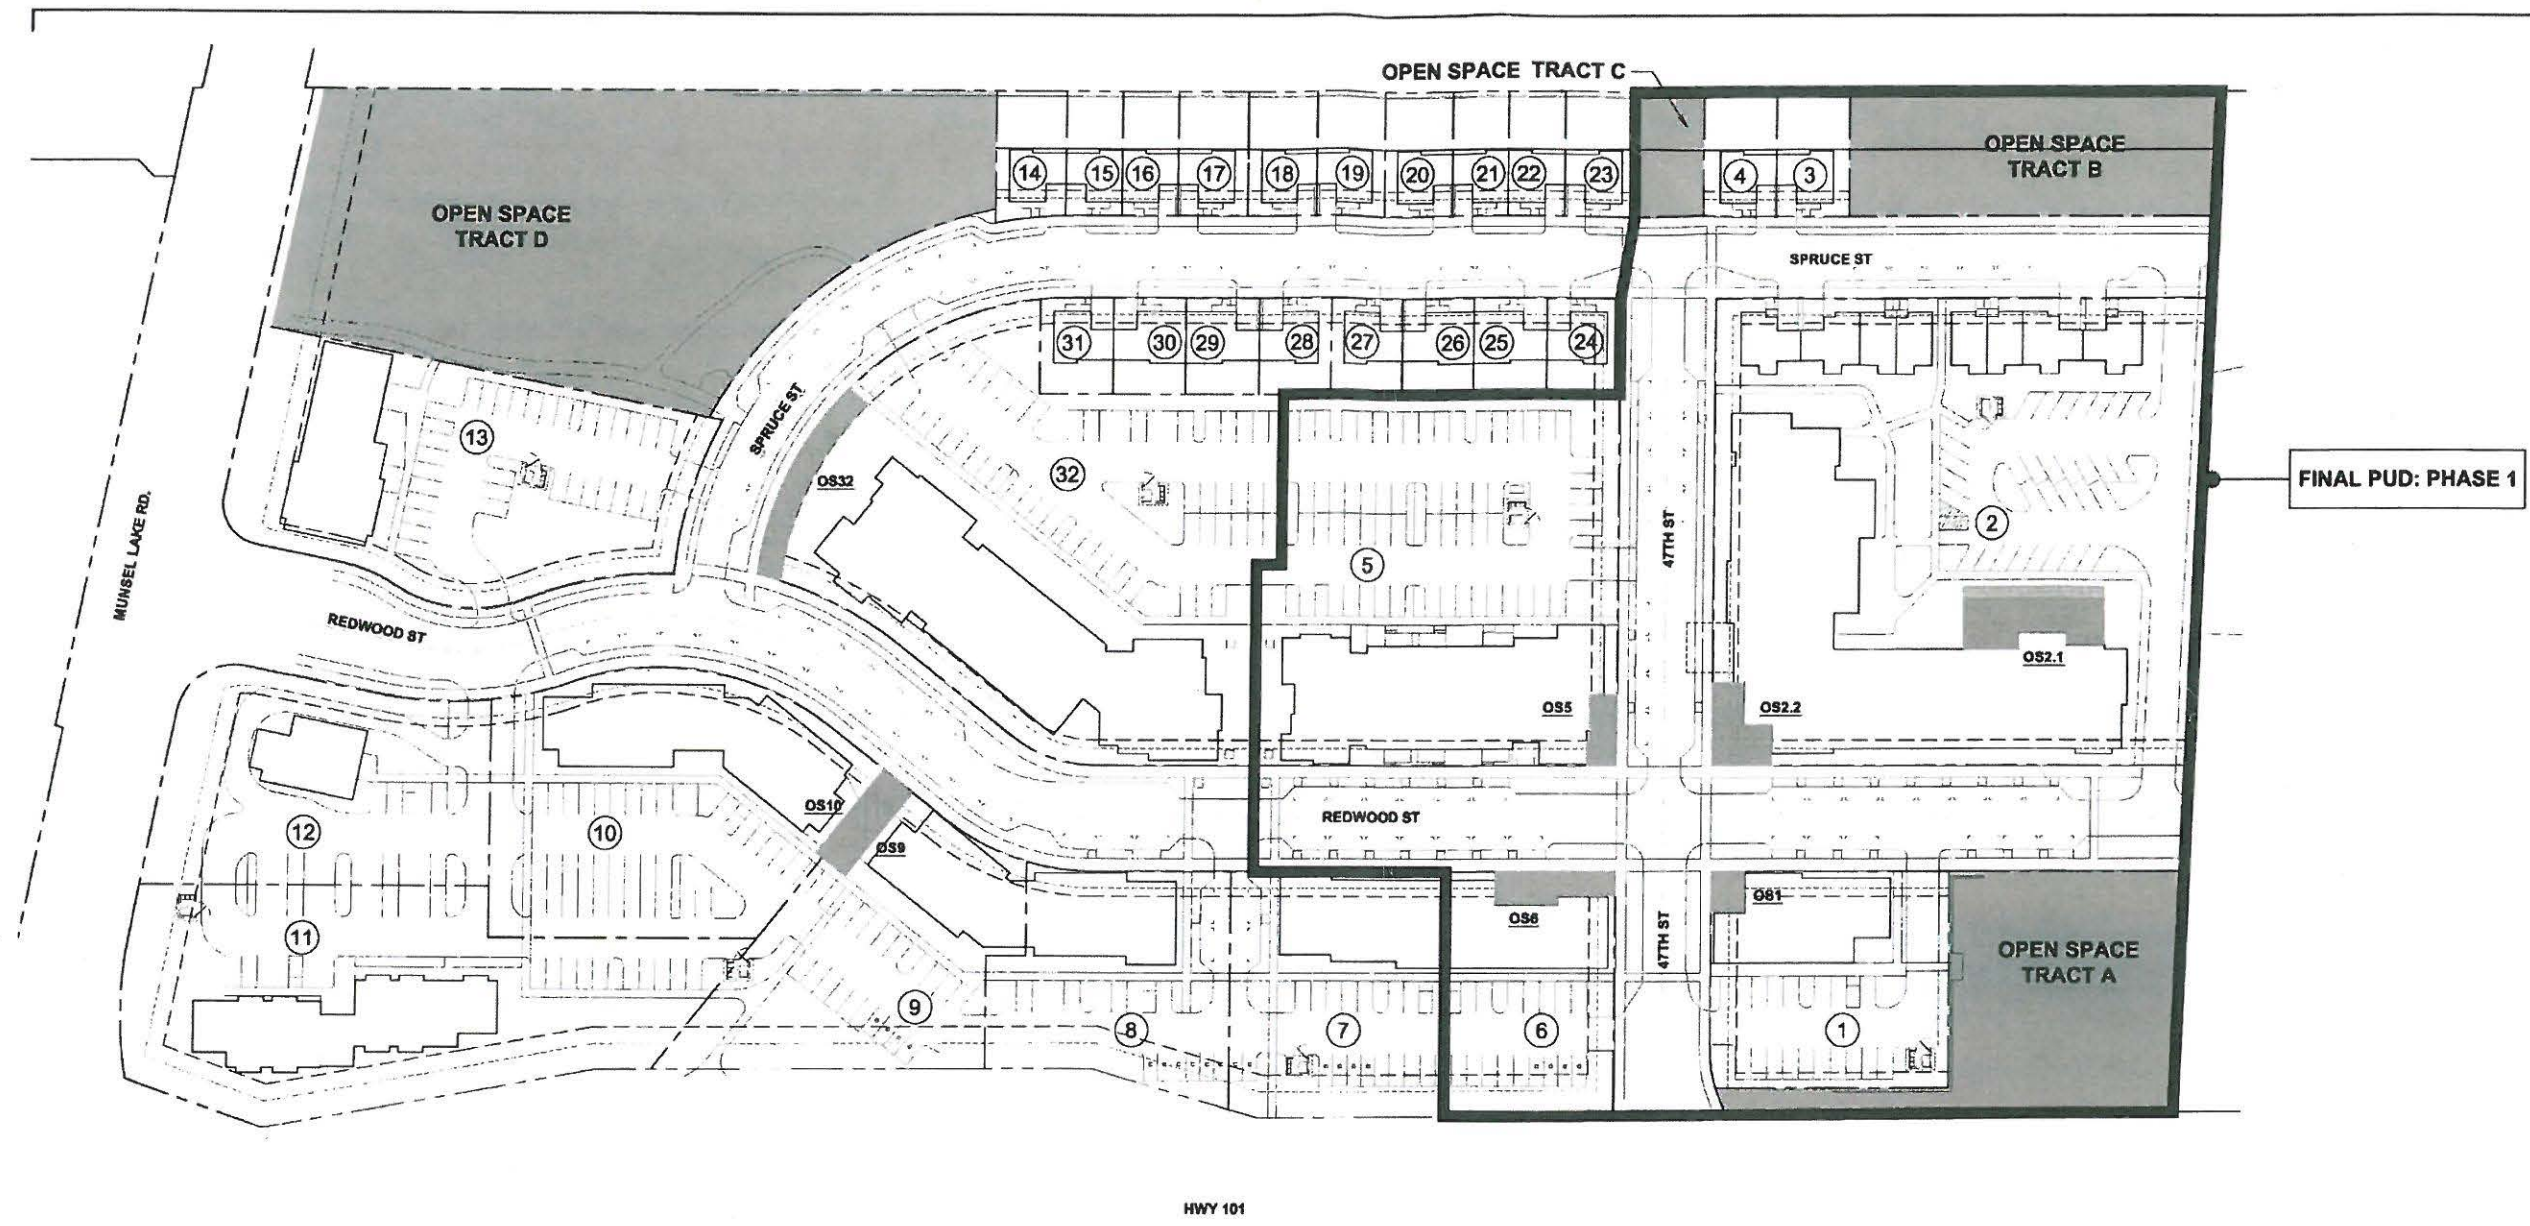 OPEN SPACE TRACT C
OPEN SPACE
TRACT B
OPEN SPACE
TRACT D
14
15
16
17
18
19
20
21
22
23
4
3
SPRUCE ST
31
30
29
28
27
26
25
24
SPRUCE ST
13
32
OS32
5
47TH ST
2
FINAL PUD: PHASE 1
MUNSEL LAKE RD.
REDWOOD ST
OS2.1
OS5
OS2.2
OS10
OS9
REDWOOD ST
12
10
11
OS6
OS1
47TH ST
OPEN SPACE
TRACT A
9
8
7
6
1
HWY 101